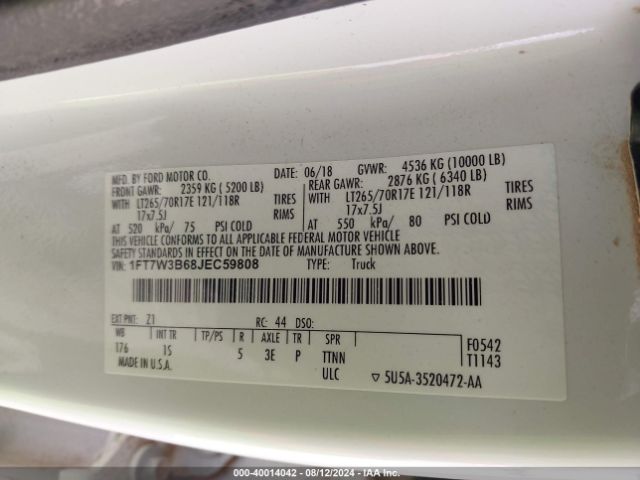 MFD. BY FORD MOTOR CO. DATE: 06/18 GVWR: 4536 KG (10000 LB)
FRONT GAWR: 2359 KG (5200 LB) REAR GAWR: 2876 KG (6340 LB)
WITH LT265/70R17E 121/118R TIRES WITH LT265/70R17E 121/118R TIRES
17x7.5J RIMS 17x7.5J RIMS
AT 520 kPa/ 75 PSI COLD AT 550 kPa/ 80 PSI COLD
THIS VEHICLE CONFORMS TO ALL APPLICABLE FEDERAL MOTOR VEHICLE
SAFETY STANDARDS IN EFFECT ON THE DATE OF MANUFACTURE SHOWN ABOVE.
VIN: 1FT7W3B68JEC59808 TYPE: Truck
EXT PNT: Z1 RC: 44 DSO:
WB INT TR TP/PS R AXLE TR SPR F0542
176 1S 5 3E P TTNN T1143
MADE IN U.S.A. ULC ▽ 5U5A-3520472-AA
000-40014042 - 08/12/2024 - IAA Inc.